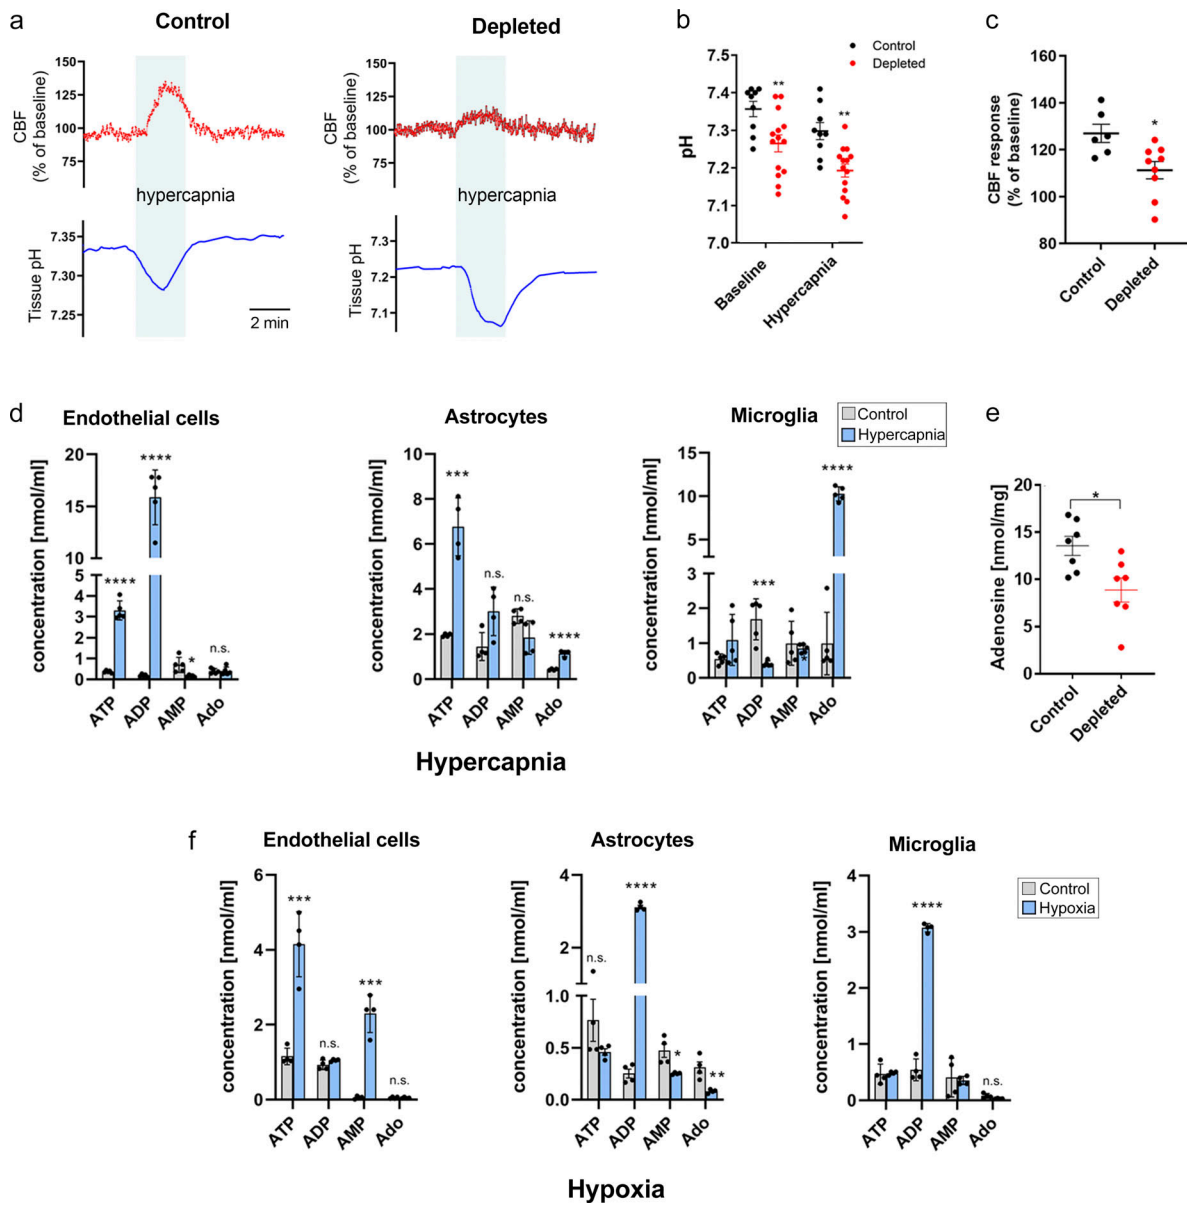 a
Control
Depleted
CBF
(% of baseline)
150
125
100
75
CBF
(% of baseline)
150
125
100
75
hypercapnia
hypercapnia
Tissue pH
7.35
7.30
7.25
2 min
Tissue pH
7.3
7.2
7.1
b
Control
Depleted
pH
7.5
7.4
7.3
7.2
7.1
7.0
**
**
Baseline
Hypercapnia
c
CBF response
(% of baseline)
160
140
120
100
80
*
Control
Depleted
d
Endothelial cells
concentration [nmol/ml]
20
15
10
5
4
3
2
1
0
****
****
*
n.s.
ATP
ADP
AMP
Ado
Astrocytes
concentration [nmol/ml]
10
8
6
4
2
0
***
n.s.
n.s.
****
ATP
ADP
AMP
Ado
Microglia
Control
Hypercapnia
concentration [nmol/ml]
15
10
5
3
2
1
0
***
*
****
ATP
ADP
AMP
Ado
Hypercapnia
e
Adenosine [nmol/mg]
20
15
10
5
0
*
Control
Depleted
f
Endothelial cells
concentration [nmol/ml]
6
4
2
0
***
n.s.
***
n.s.
ATP
ADP
AMP
Ado
Astrocytes
concentration [nmol/ml]
4
2
1.0
0.5
0.0
n.s.
****
*
**
ATP
ADP
AMP
Ado
Microglia
Control
Hypoxia
concentration [nmol/ml]
4
3
2
1
0
****
n.s.
ATP
ADP
AMP
Ado
Hypoxia